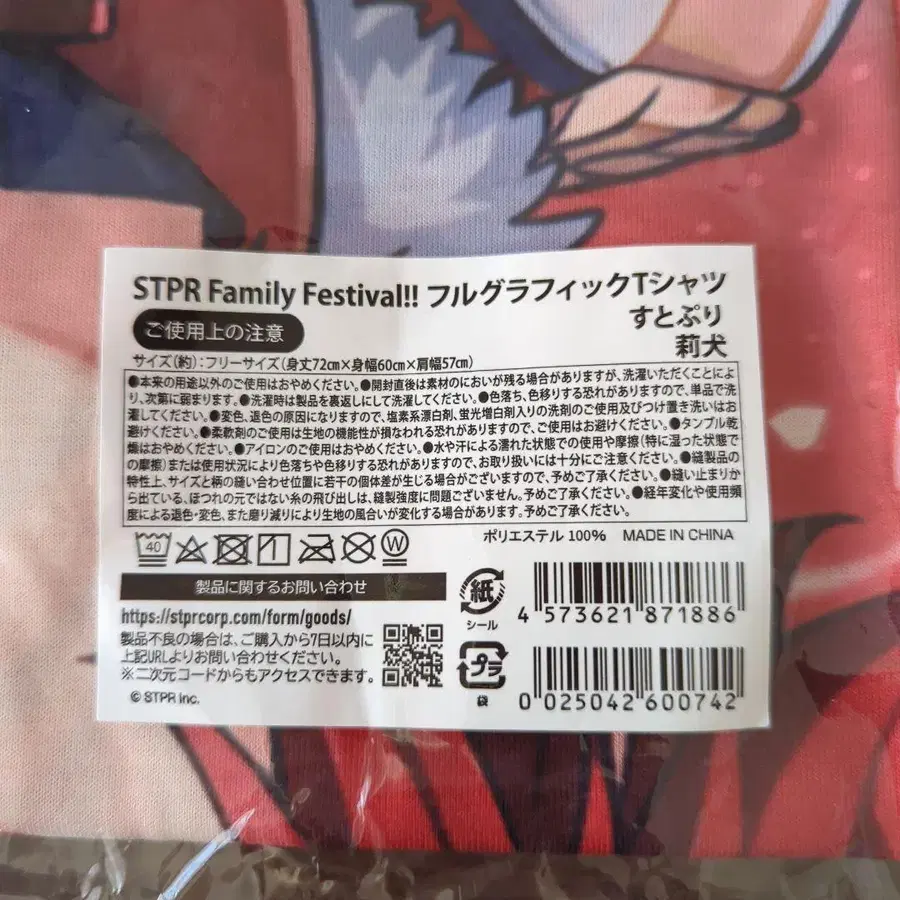 STPR Family Festival!! フルグラフィックTシャツ
すとぷり
莉犬
ご使用上の注意
サイズ(約):フリーサイズ(身丈72cm×身幅60cm×肩幅57cm)
●本来の用途以外のご使用はおやめください。●開封直後は素材のにおいが残る場合がありますが、洗濯いただくことによ
り、次第に弱まります。●洗濯時は製品を裏返しにして洗濯してください。●色落ち、色移りする恐れがありますので、単品で洗
濯してください。●変色、退色の原因になりますので、塩素系漂白剤、蛍光増白剤入りの洗剤のご使用及びつけ置き洗いはお
避けください。●柔軟剤のご使用は生地の機能性が損なわれる恐れがありますので、ご使用はお避けください。●タンブル乾
燥はおやめください。●アイロンのご使用はおやめください。●水や汗による濡れた状態での使用や摩擦(特に湿った状態で
の摩擦)または使用状況により色落ちや色移りする恐れがありますので、お取り扱いには十分にご注意ください。●縫製品の
特性上、サイズと柄の縫い合わせ位置に若干の個体差が生じる場合がございますので、予めご了承ください。●縫い止まりか
ら出ている、ほつれの元ではない糸の飛び出しは、縫製強度に問題ございません。予めご了承ください。●経年変化や使用頻
度による退色・変色、また磨り減りにより生地の風合いが変化する場合があります。予めご了承ください。
ポリエステル 100% MADE IN CHINA
40
W
製品に関するお問い合わせ
https://stprcorp.com/form/goods/
製品不良の場合は、ご購入から7日以内に
上記URLよりお問い合わせください。
※二次元コードからもアクセスできます。
© STPR Inc.
紙
シール
プラ
袋
4 573621 871886
0 025042 600742